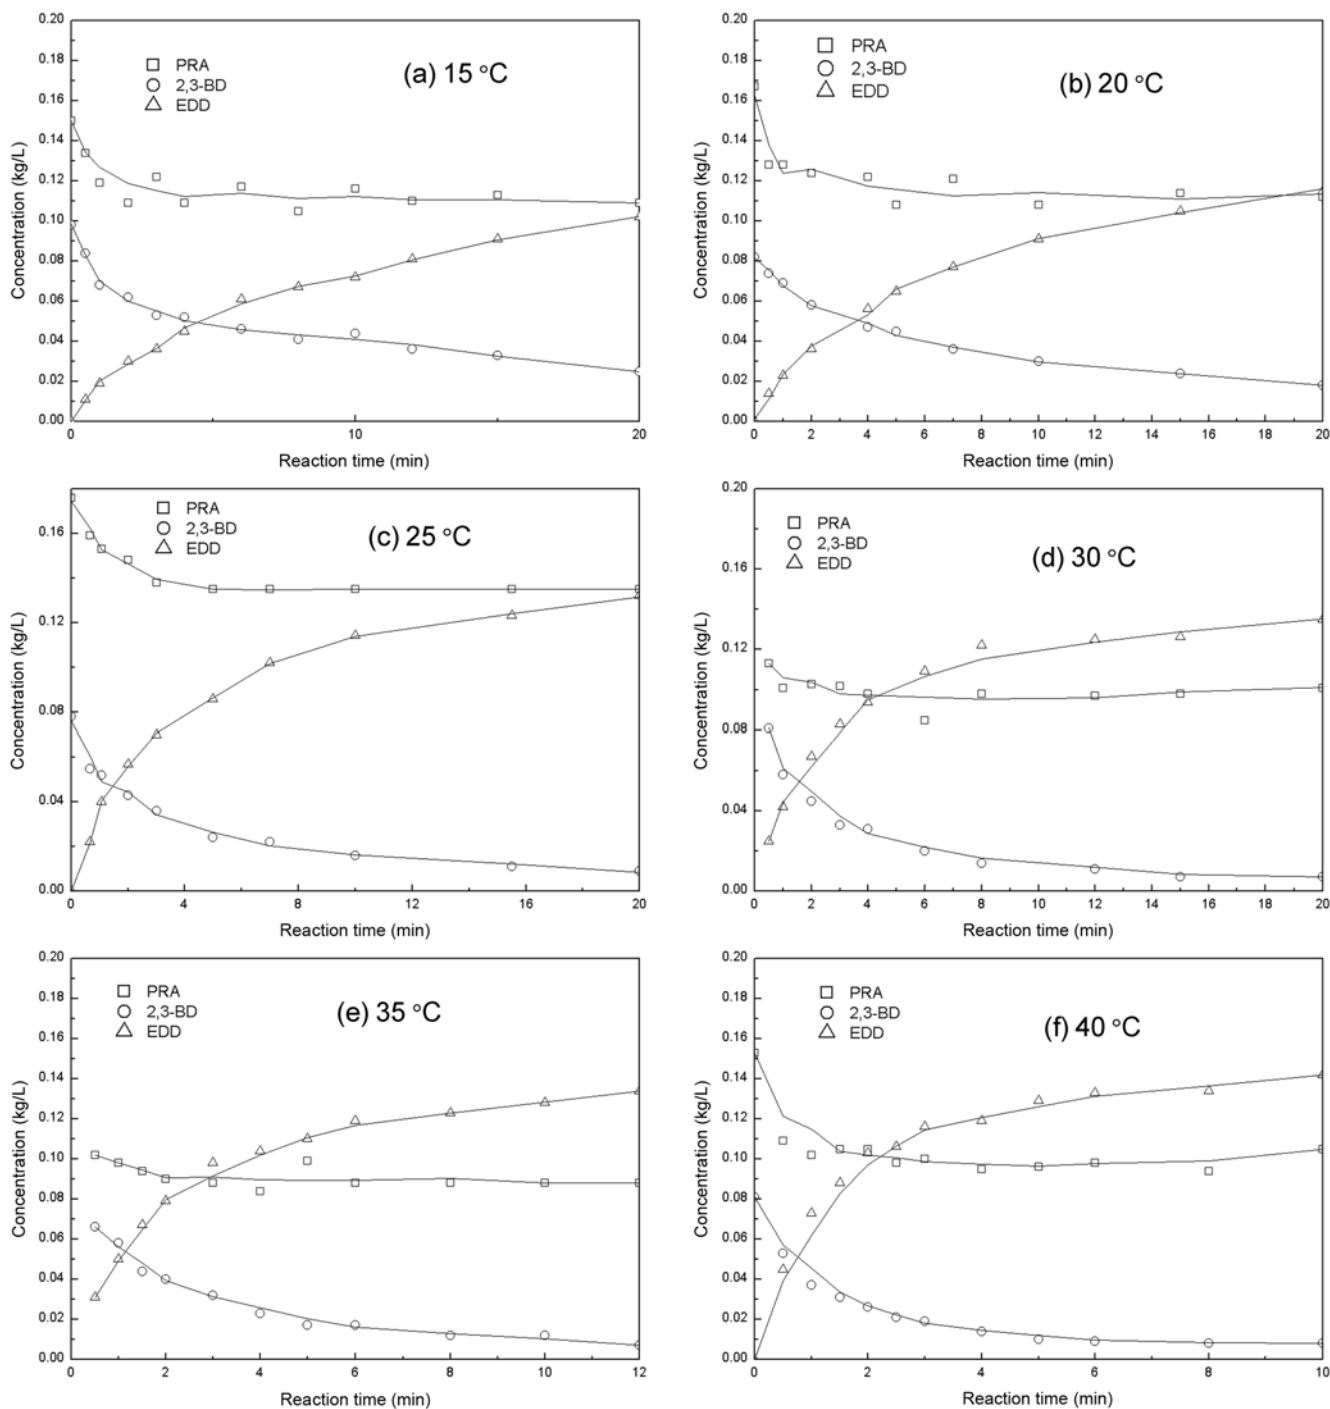 (a) 15 °C
PRA
2,3-BD
EDD
Concentration (kg/L)
0.20
0.18
0.16
0.14
0.12
0.10
0.08
0.06
0.04
0.02
0.00
0 10 20
Reaction time (min)
(b) 20 °C
PRA
2,3-BD
EDD
Concentration (kg/L)
0.20
0.18
0.16
0.14
0.12
0.10
0.08
0.06
0.04
0.02
0.00
0 2 4 6 8 10 12 14 16 18 20
Reaction time (min)
(c) 25 °C
PRA
2,3-BD
EDD
Concentration (kg/L)
0.16
0.12
0.08
0.04
0.00
0 4 8 12 16 20
Reaction time (min)
(d) 30 °C
PRA
2,3-BD
EDD
Concentration (kg/L)
0.20
0.16
0.12
0.08
0.04
0.00
0 2 4 6 8 10 12 14 16 18 20
Reaction time (min)
(e) 35 °C
PRA
2,3-BD
EDD
Concentration (kg/L)
0.20
0.18
0.16
0.14
0.12
0.10
0.08
0.06
0.04
0.02
0.00
0 2 4 6 8 10 12
Reaction time (min)
(f) 40 °C
PRA
2,3-BD
EDD
Concentration (kg/L)
0.20
0.18
0.16
0.14
0.12
0.10
0.08
0.06
0.04
0.02
0.00
0 2 4 6 8 10
Reaction time (min)